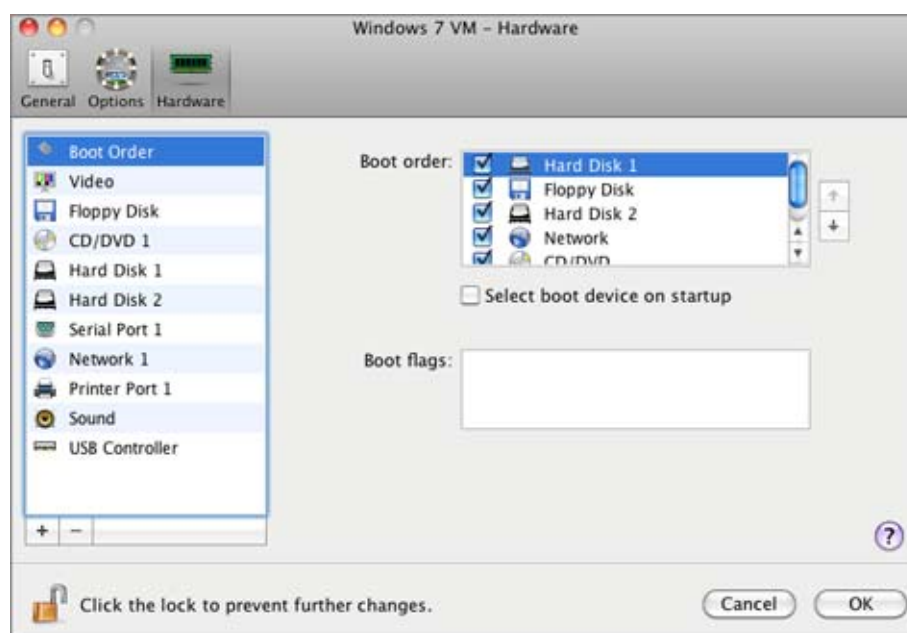 Windows 7 VM – Hardware
General Options Hardware
Boot Order
Video
Floppy Disk
CD/DVD 1
Hard Disk 1
Hard Disk 2
Serial Port 1
Network 1
Printer Port 1
Sound
USB Controller
+ −
Boot order:
Hard Disk 1
Floppy Disk
Hard Disk 2
Network
CD/DVD
Select boot device on startup
Boot flags:
?
Click the lock to prevent further changes.
Cancel OK